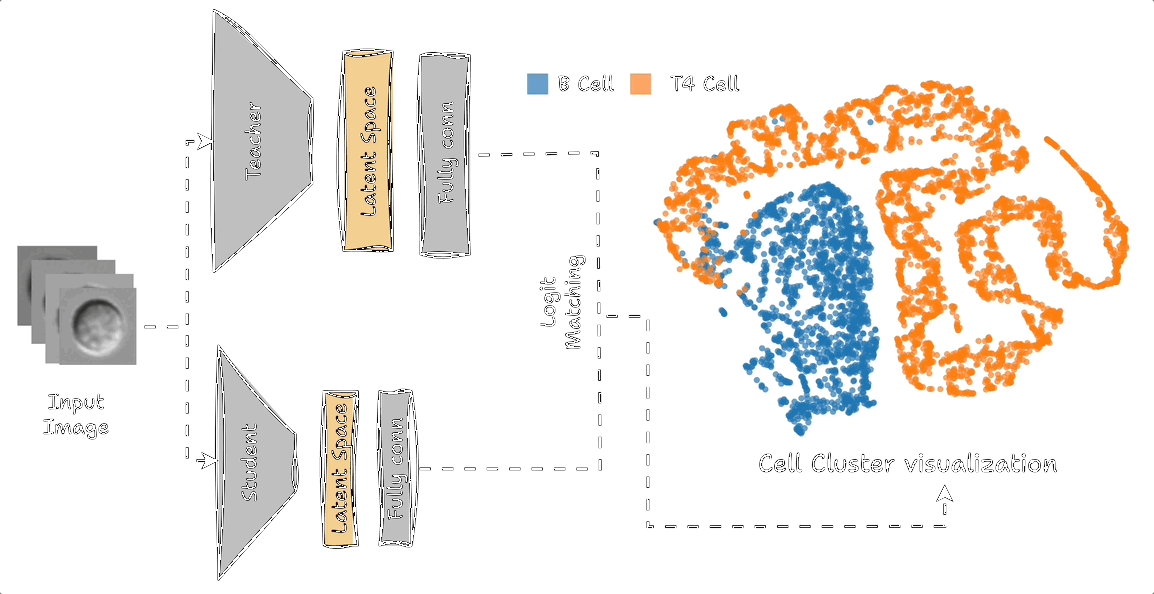 Teacher
Latent Space
Fully conn
B Cell
T4 Cell
Input
Image
Logit
Matching
Student
Latent Space
Fully conn
Cell Cluster visualization